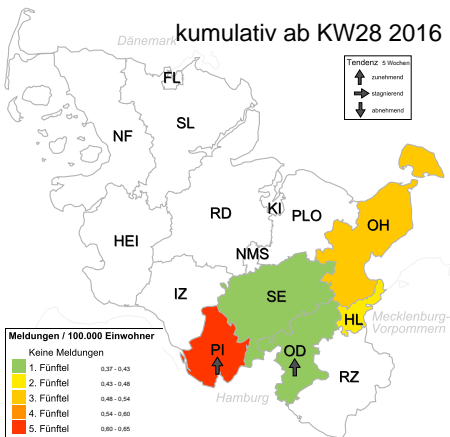 kumulativ ab KW28 2016
Dänemark
Tendenz 5 Wochen
zunehmend
stagnierend
abnehmend
FL
SL
NF
RD
KI
PLO
OH
HEI
NMS
IZ
SE
HL
Mecklenburg-
Vorpommern
PI
OD
RZ
Hamburg
Meldungen / 100.000 Einwohner
Keine Meldungen
1. Fünftel 0,37 - 0,43
2. Fünftel 0,43 - 0,48
3. Fünftel 0,48 - 0,54
4. Fünftel 0,54 - 0,60
5. Fünftel 0,60 - 0,65